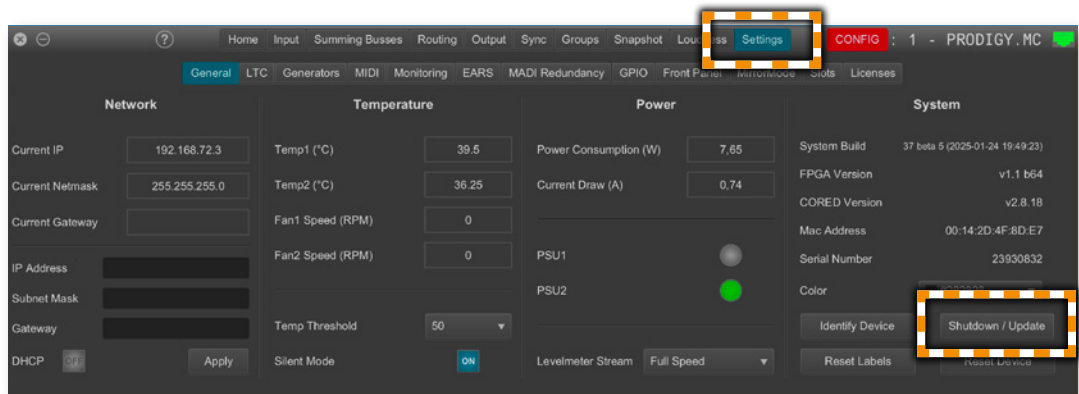 ? Home Input Summing Busses Routing Output Sync Groups Snapshot Settings CONFIG : 1 - PRODIGY.MC
General LTC Generators MIDI Monitoring EARS MADI Redundancy GPIO Front Panel MirrorMode Slots Licenses
Network Temperature Power System
Current IP 192.168.72.3 Temp1 (°C) 39.5 Power Consumption (W) 7,65 System Build 37 beta 5 (2025-01-24 19:49:23)
FPGA Version v1.1 b64
Current Netmask 255.255.255.0 Temp2 (°C) 36.25 Current Draw (A) 0,74
CORED Version v2.8.18
Current Gateway Fan1 Speed (RPM) 0
Mac Address 00:14:2D:4F:8D:E7
Fan2 Speed (RPM) 0 PSU1 Serial Number 23930832
IP Address
PSU2 Color
Subnet Mask
Gateway Temp Threshold 50 Identify Device Shutdown / Update
DHCP OFF Apply Silent Mode ON Levelmeter Stream Full Speed Reset Labels Reset Device